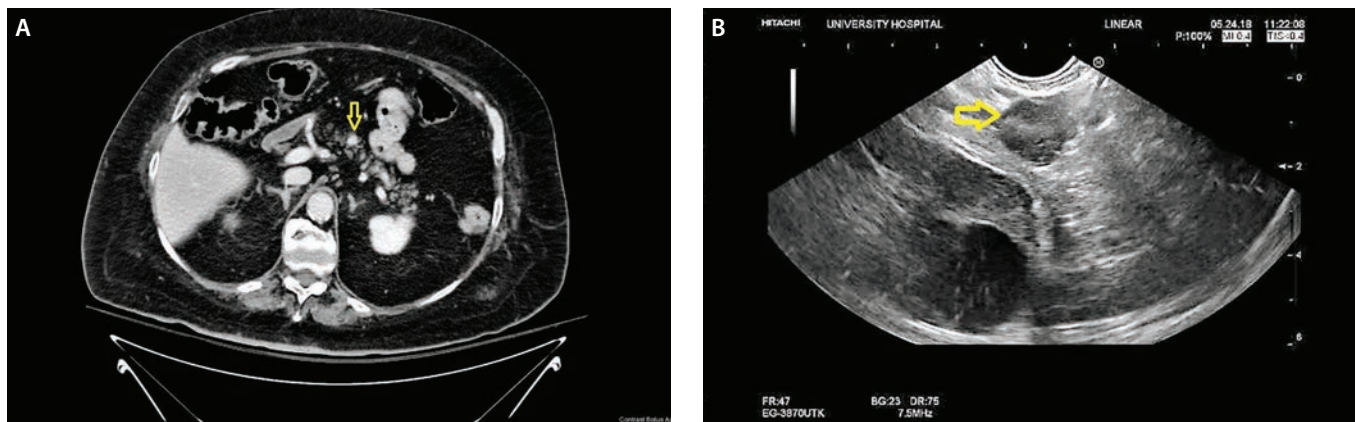 A
Contrast Bolus A
B
HITACHI UNIVERSITY HOSPITAL LINEAR 05.24.18 11:22:08
P:100% MI 0.4 TIS<0.4
0
2
4
6
FR:47 BG:23 DR:75
EG-3870UTK 7.5MHz